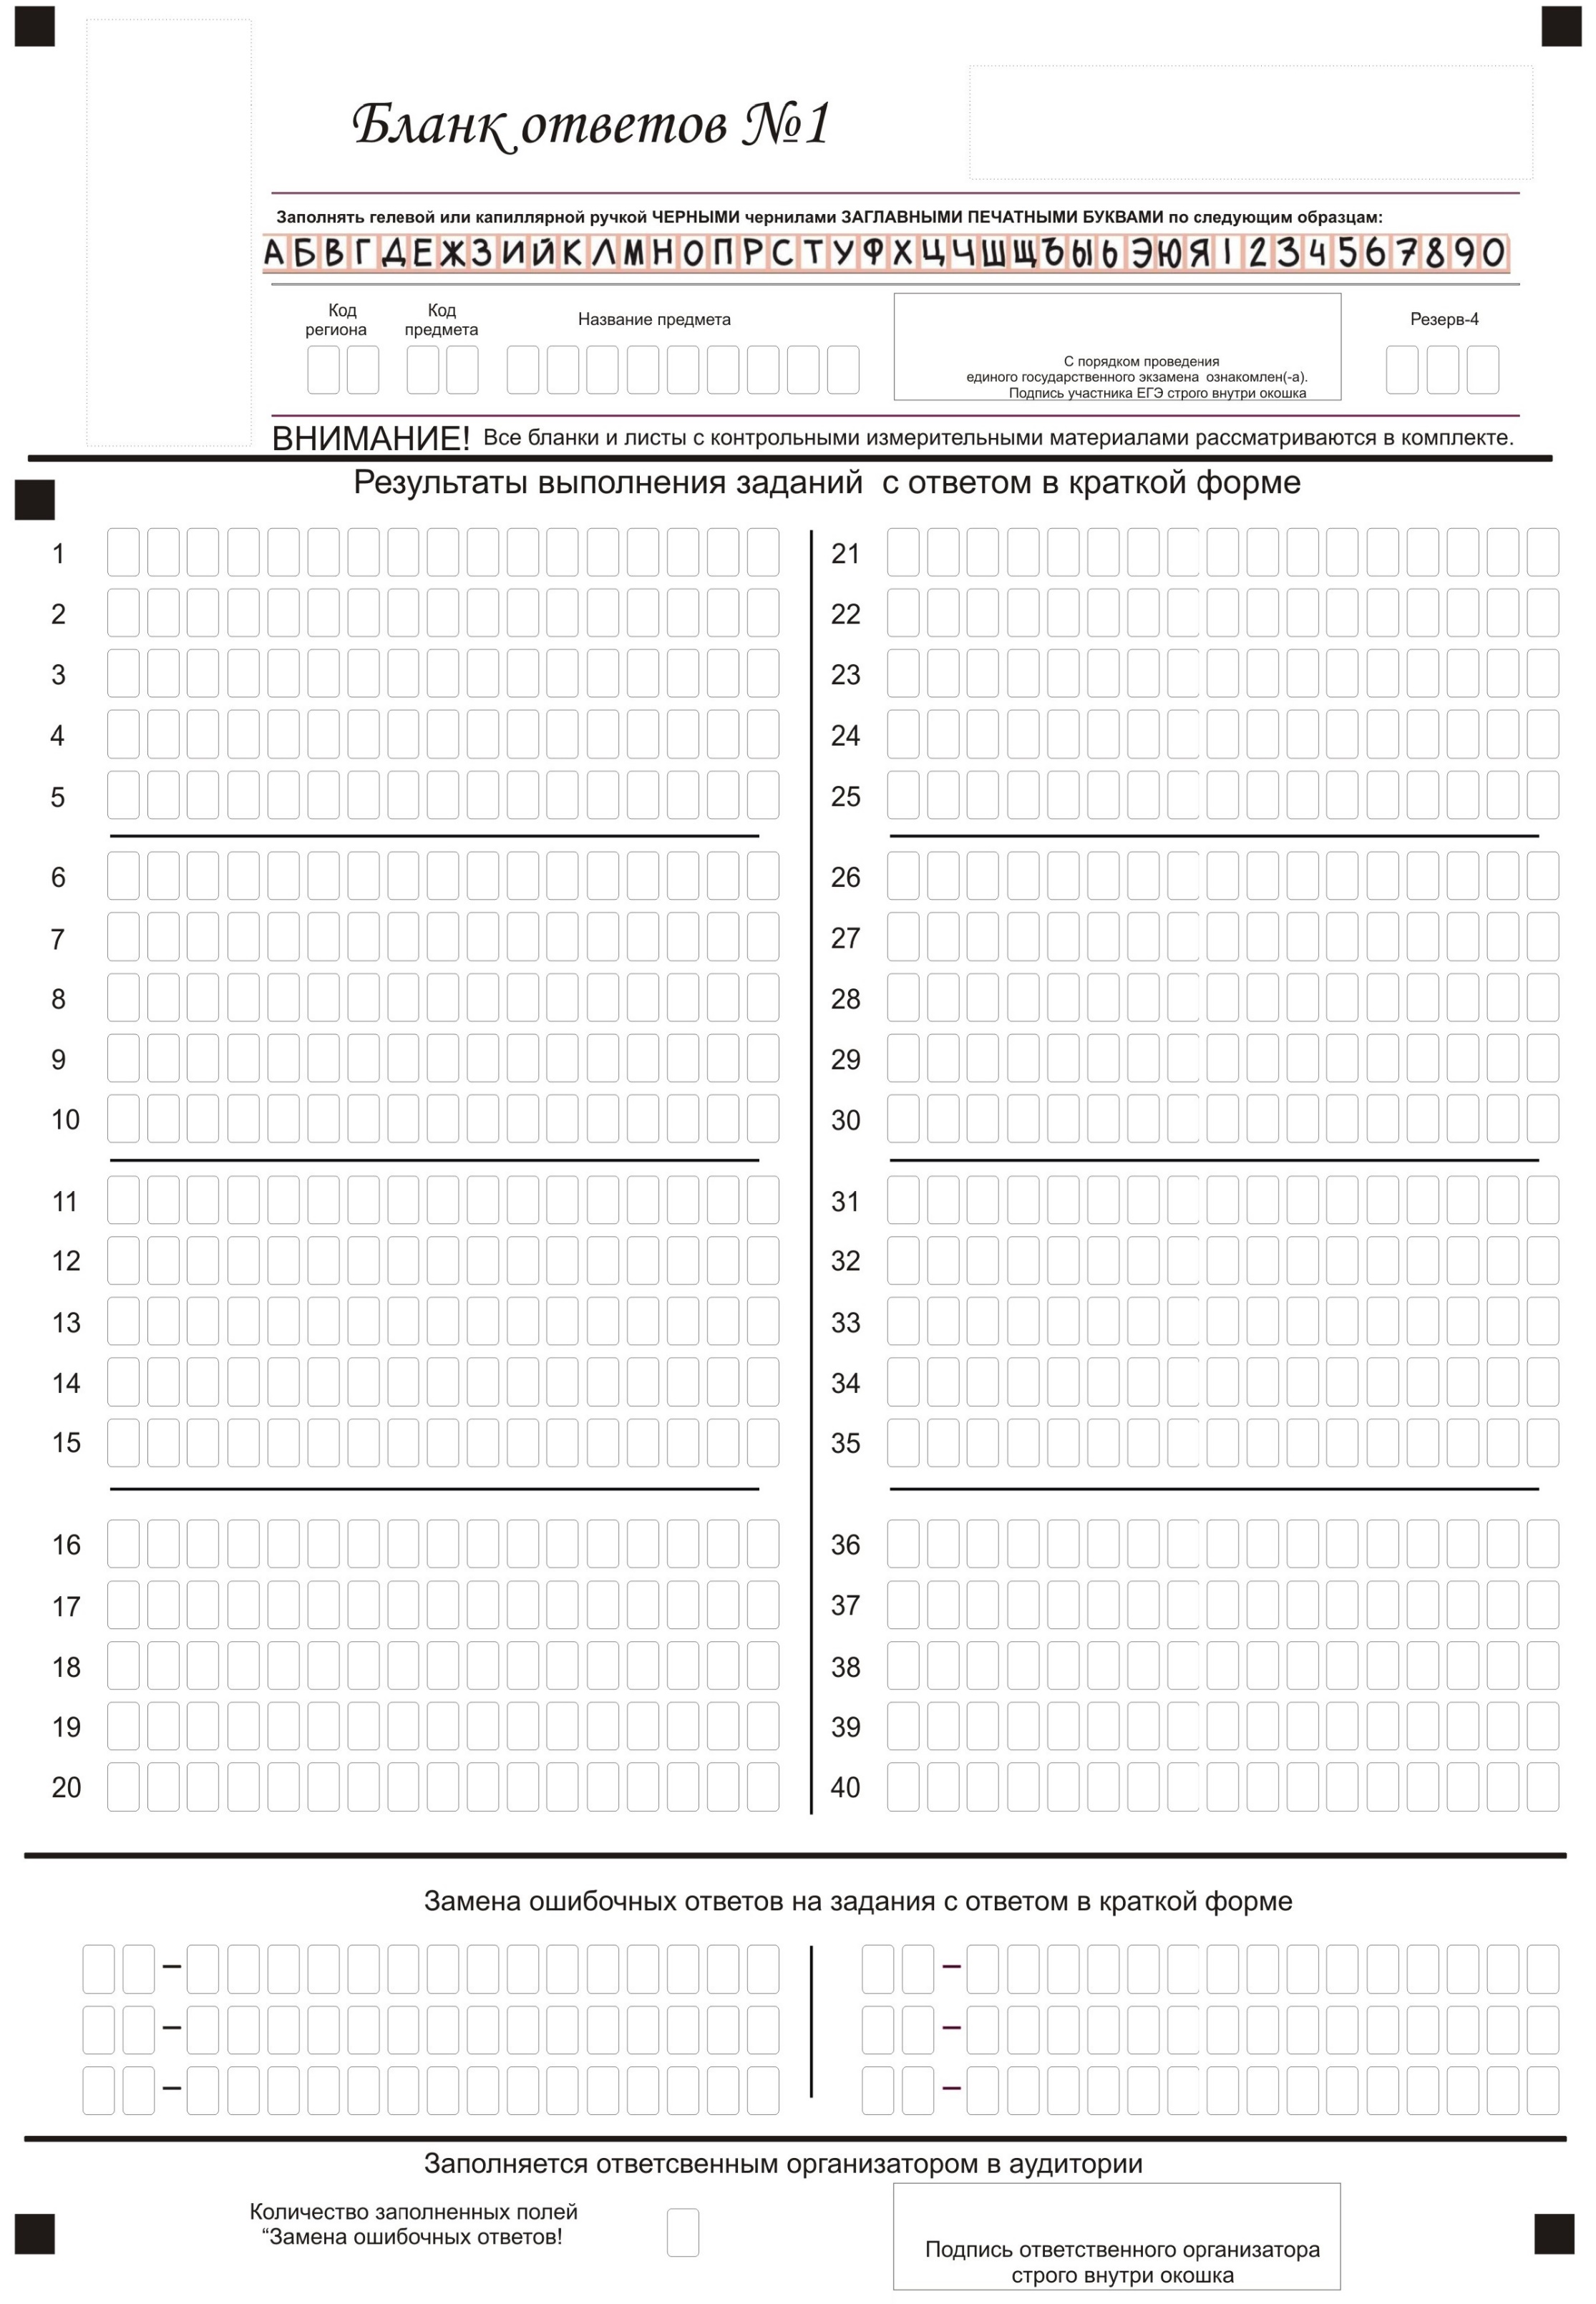 Бланк ответов №1
Заполнять гелевой или капиллярной ручкой ЧЕРНЫМИ чернилами ЗАГЛАВНЫМИ ПЕЧАТНЫМИ БУКВАМИ по следующим образцам:
АБВГДЕЖЗИЙКЛМНОПРСТУФХЦЧШЩЪЫЬЭЮЯ1234567890
Код региона
Код предмета
Название предмета
С порядком проведения
единого государственного экзамена ознакомлен(-а).
Подпись участника ЕГЭ строго внутри окошка
Резерв-4
ВНИМАНИЕ! Все бланки и листы с контрольными измерительными материалами рассматриваются в комплекте.
Результаты выполнения заданий с ответом в краткой форме
1
2
3
4
5
6
7
8
9
10
11
12
13
14
15
16
17
18
19
20
21
22
23
24
25
26
27
28
29
30
31
32
33
34
35
36
37
38
39
40
Замена ошибочных ответов на задания с ответом в краткой форме
–
–
–
–
–
–
Заполняется ответсвенным организатором в аудитории
Количество заполненных полей
“Замена ошибочных ответов!
Подпись ответственного организатора
строго внутри окошка